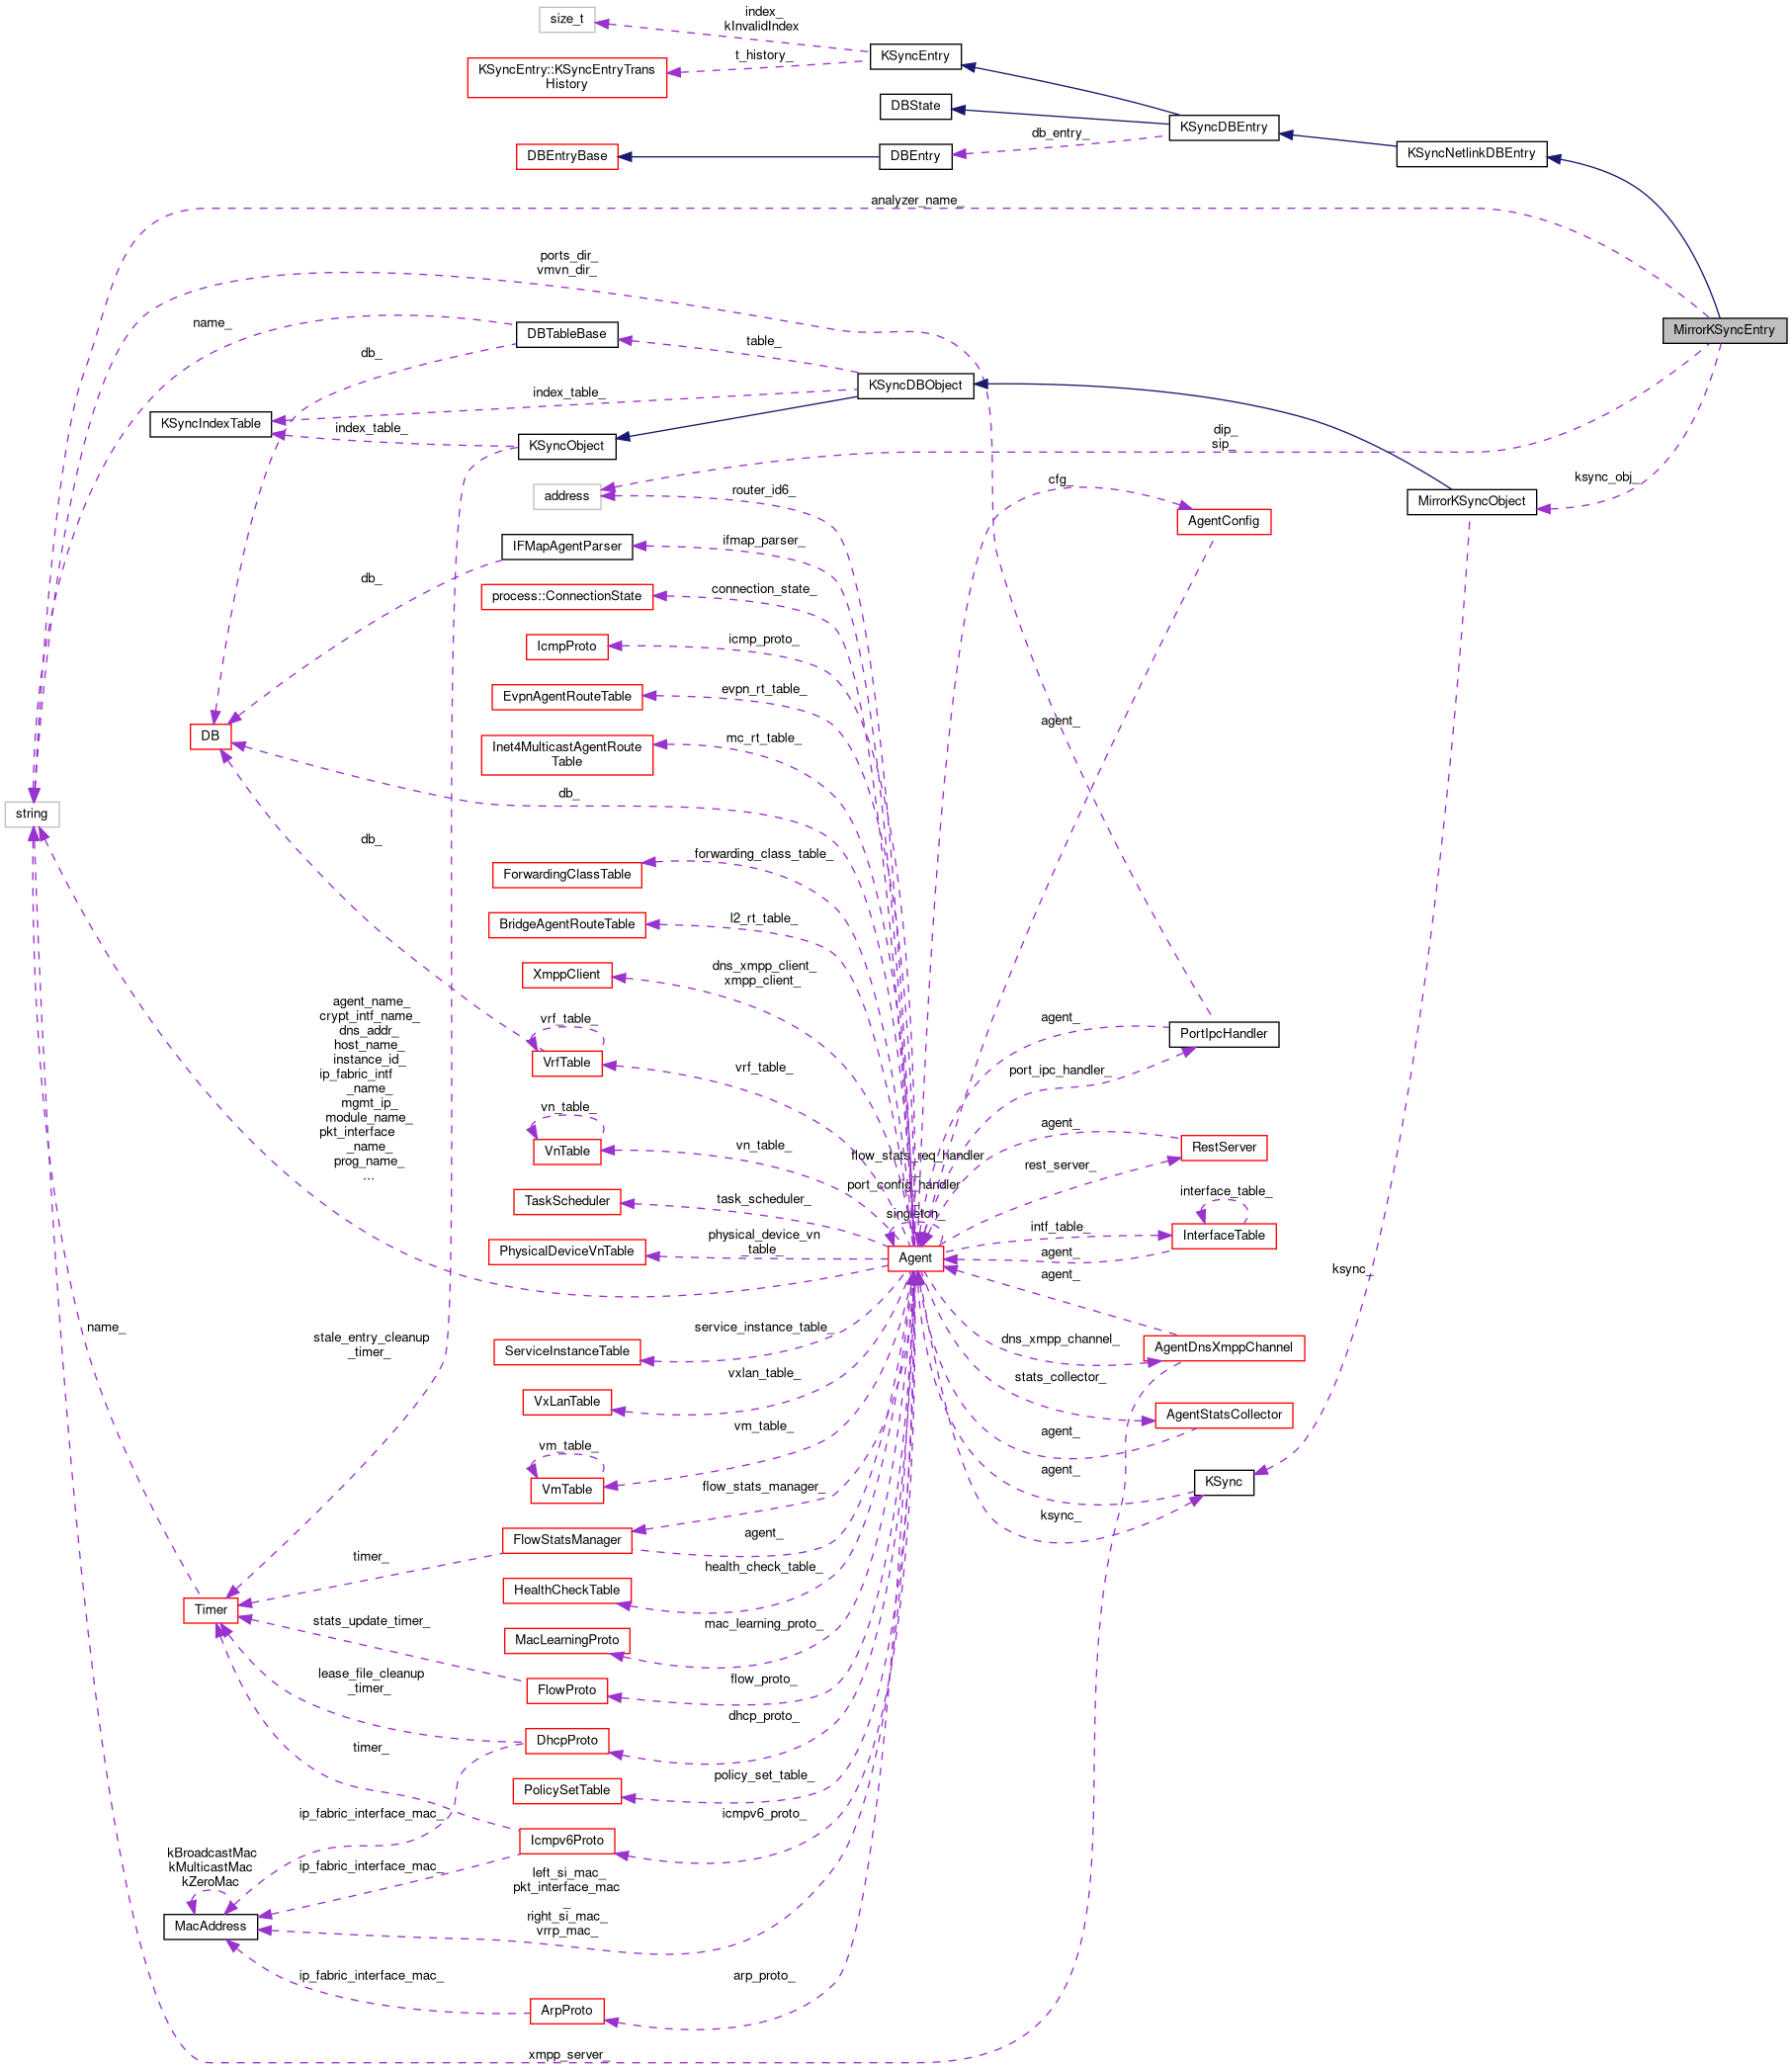 index_
kInvalidIndex
size_t
t_history_
KSyncEntry
KSyncEntry::KSyncEntryTrans
History
DBState
KSyncDBEntry
db_entry_
DBEntryBase
DBEntry
KSyncNetlinkDBEntry
analyzer_name_
ports_dir_
vmvn_dir_
name_
DBTableBase
MirrorKSyncEntry
table_
db_
KSyncDBObject
index_table_
KSyncIndexTable
index_table_
KSyncObject
dip_
sip_
ksync_obj_
cfg_
router_id6_
address
MirrorKSyncObject
AgentConfig
ifmap_parser_
IFMapAgentParser
db_
connection_state_
process::ConnectionState
icmp_proto_
IcmpProto
evpn_rt_table_
EvpnAgentRouteTable
agent_
DB
mc_rt_table_
Inet4MulticastAgentRoute
Table
db_
string
db_
forwarding_class_table_
ForwardingClassTable
l2_rt_table_
BridgeAgentRouteTable
dns_xmpp_client_
xmpp_client_
XmppClient
agent_name_
crypt_intf_name_
dns_addr_
host_name_
instance_id_
ip_fabric_intf
_name_
mgmt_ip_
module_name_
pkt_interface
_name_
prog_name_
...
vrf_table_
VrfTable
vrf_table_
agent_
PortIpcHandler
port_ipc_handler_
vn_table_
VnTable
vn_table_
agent_
RestServer
rest_server_
flow_stats_req_handler
_
port_config_handler
_
singleton_
task_scheduler_
TaskScheduler
interface_table_
physical_device_vn
_table_
PhysicalDeviceVnTable
Agent
intf_table_
InterfaceTable
agent_
agent_
ksync_
name_
stale_entry_cleanup
_timer_
service_instance_table_
ServiceInstanceTable
dns_xmpp_channel_
AgentDnsXmppChannel
vxlan_table_
VxLanTable
stats_collector_
AgentStatsCollector
vm_table_
vm_table_
VmTable
agent_
agent_
KSync
ksync_
flow_stats_manager_
FlowStatsManager
agent_
timer_
health_check_table_
HealthCheckTable
Timer
stats_update_timer_
mac_learning_proto_
MacLearningProto
flow_proto_
FlowProto
lease_file_cleanup
_timer_
dhcp_proto_
DhcpProto
timer_
policy_set_table_
PolicySetTable
ip_fabric_interface_mac_
icmpv6_proto_
Icmpv6Proto
kBroadcastMac
kMulticastMac
kZeroMac
ip_fabric_interface_mac_
left_si_mac_
pkt_interface_mac
_
right_si_mac_
vrrp_mac_
MacAddress
ip_fabric_interface_mac_
arp_proto_
ArpProto
xmpp_server_